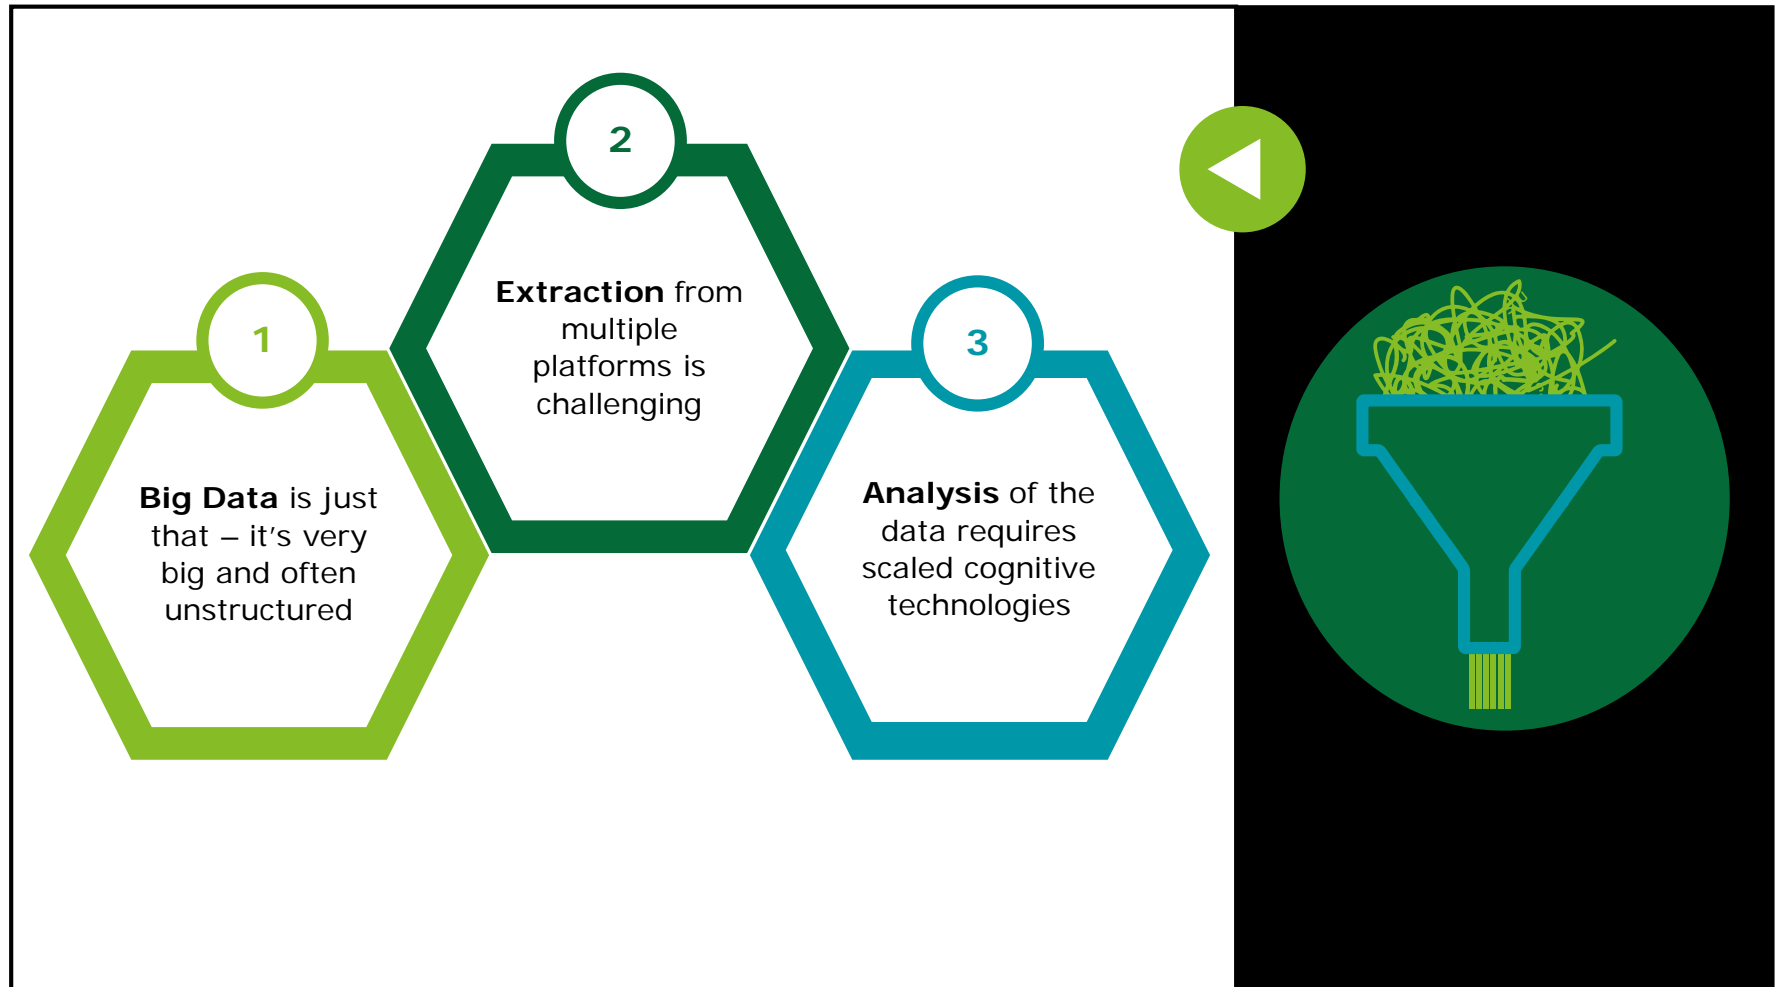 1
Big Data is just
that – it's very
big and often
unstructured
2
Extraction from
multiple
platforms is
challenging
3
Analysis of the
data requires
scaled cognitive
technologies